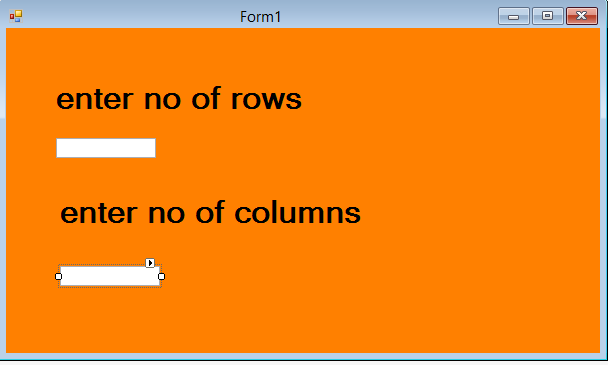 Form1
enter no of rows
enter no of columns